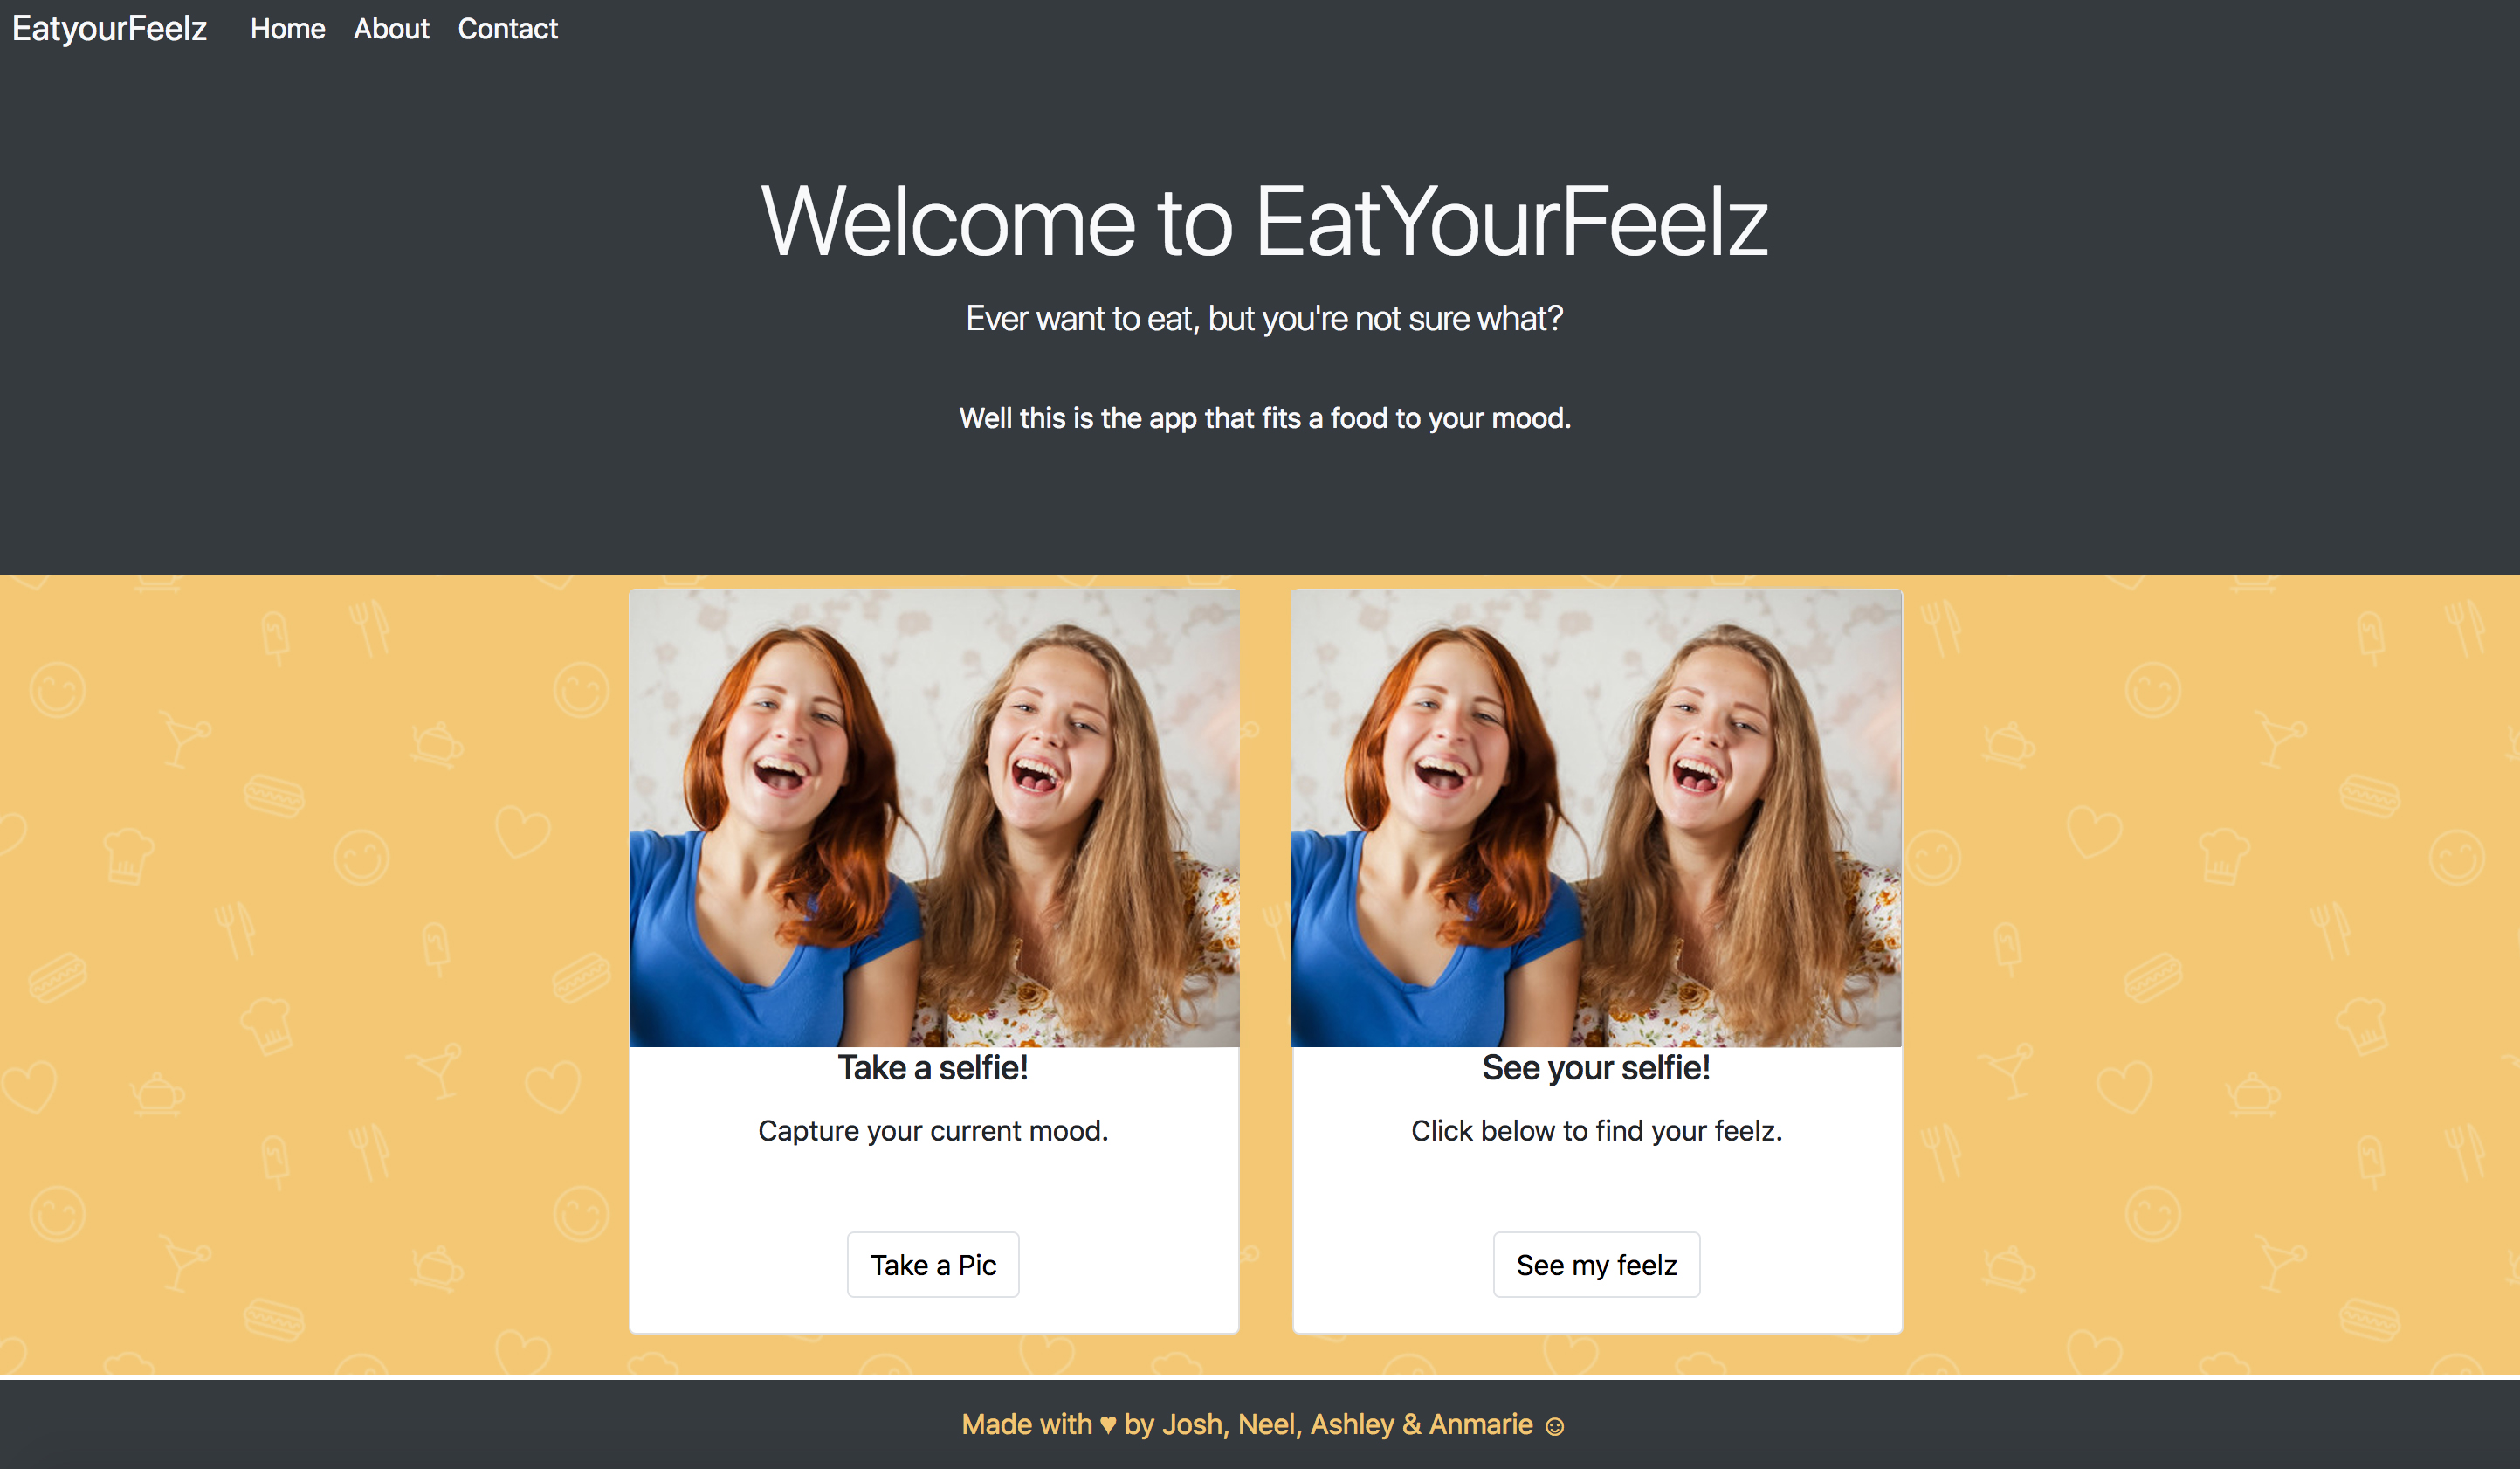 EatyourFeelz Home About Contact
Welcome to EatYourFeelz
Ever want to eat, but you're not sure what?
Well this is the app that fits a food to your mood.
Take a selfie!
Capture your current mood.
Take a Pic
See your selfie!
Click below to find your feelz.
See my feelz
Made with ♥ by Josh, Neel, Ashley & Anmarie ☺